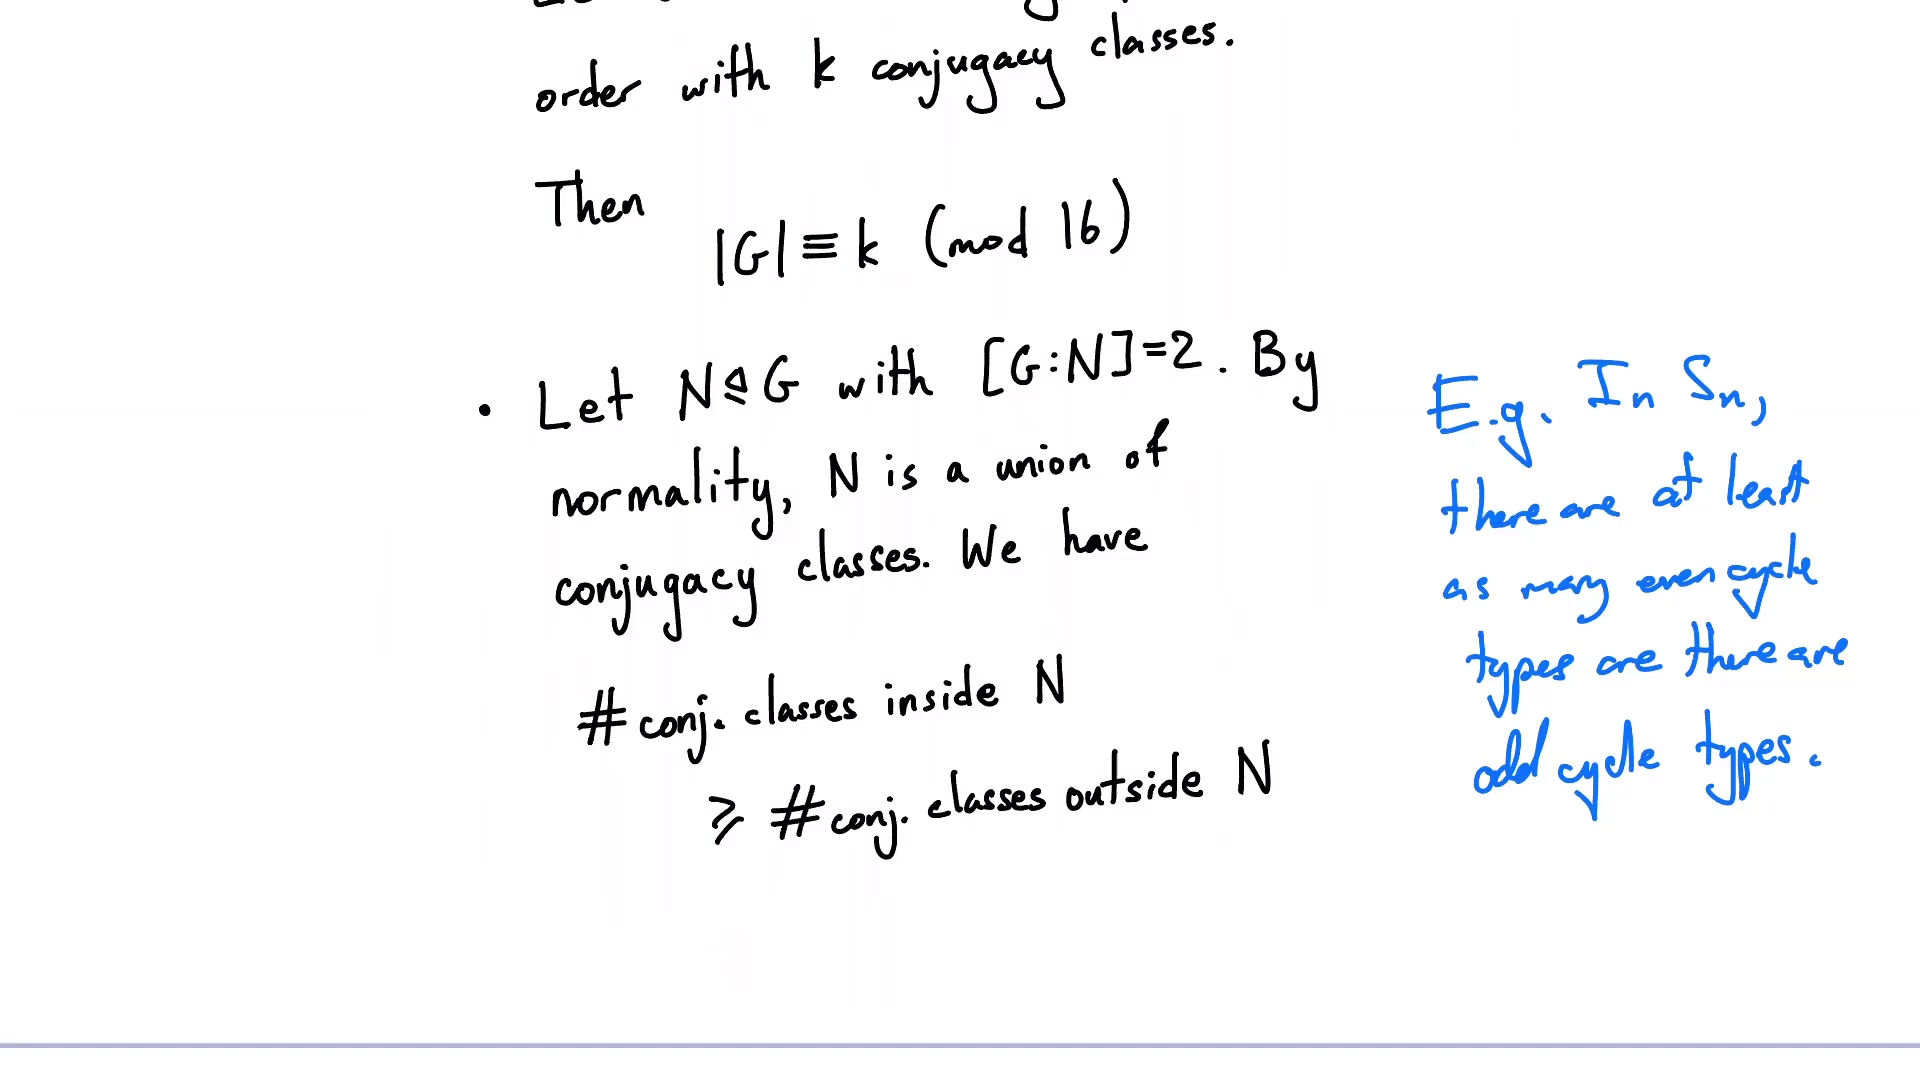 order with k conjugacy classes.
Then
|G| ≡ k (mod 16)
• Let N ⊴ G with [G:N]=2. By
normality, N is a union of
conjugacy classes. We have
#conj. classes inside N
⩾ #conj. classes outside N
E.g. In Sn,
there are at least
as many even cycle
types are there are
odd cycle types.